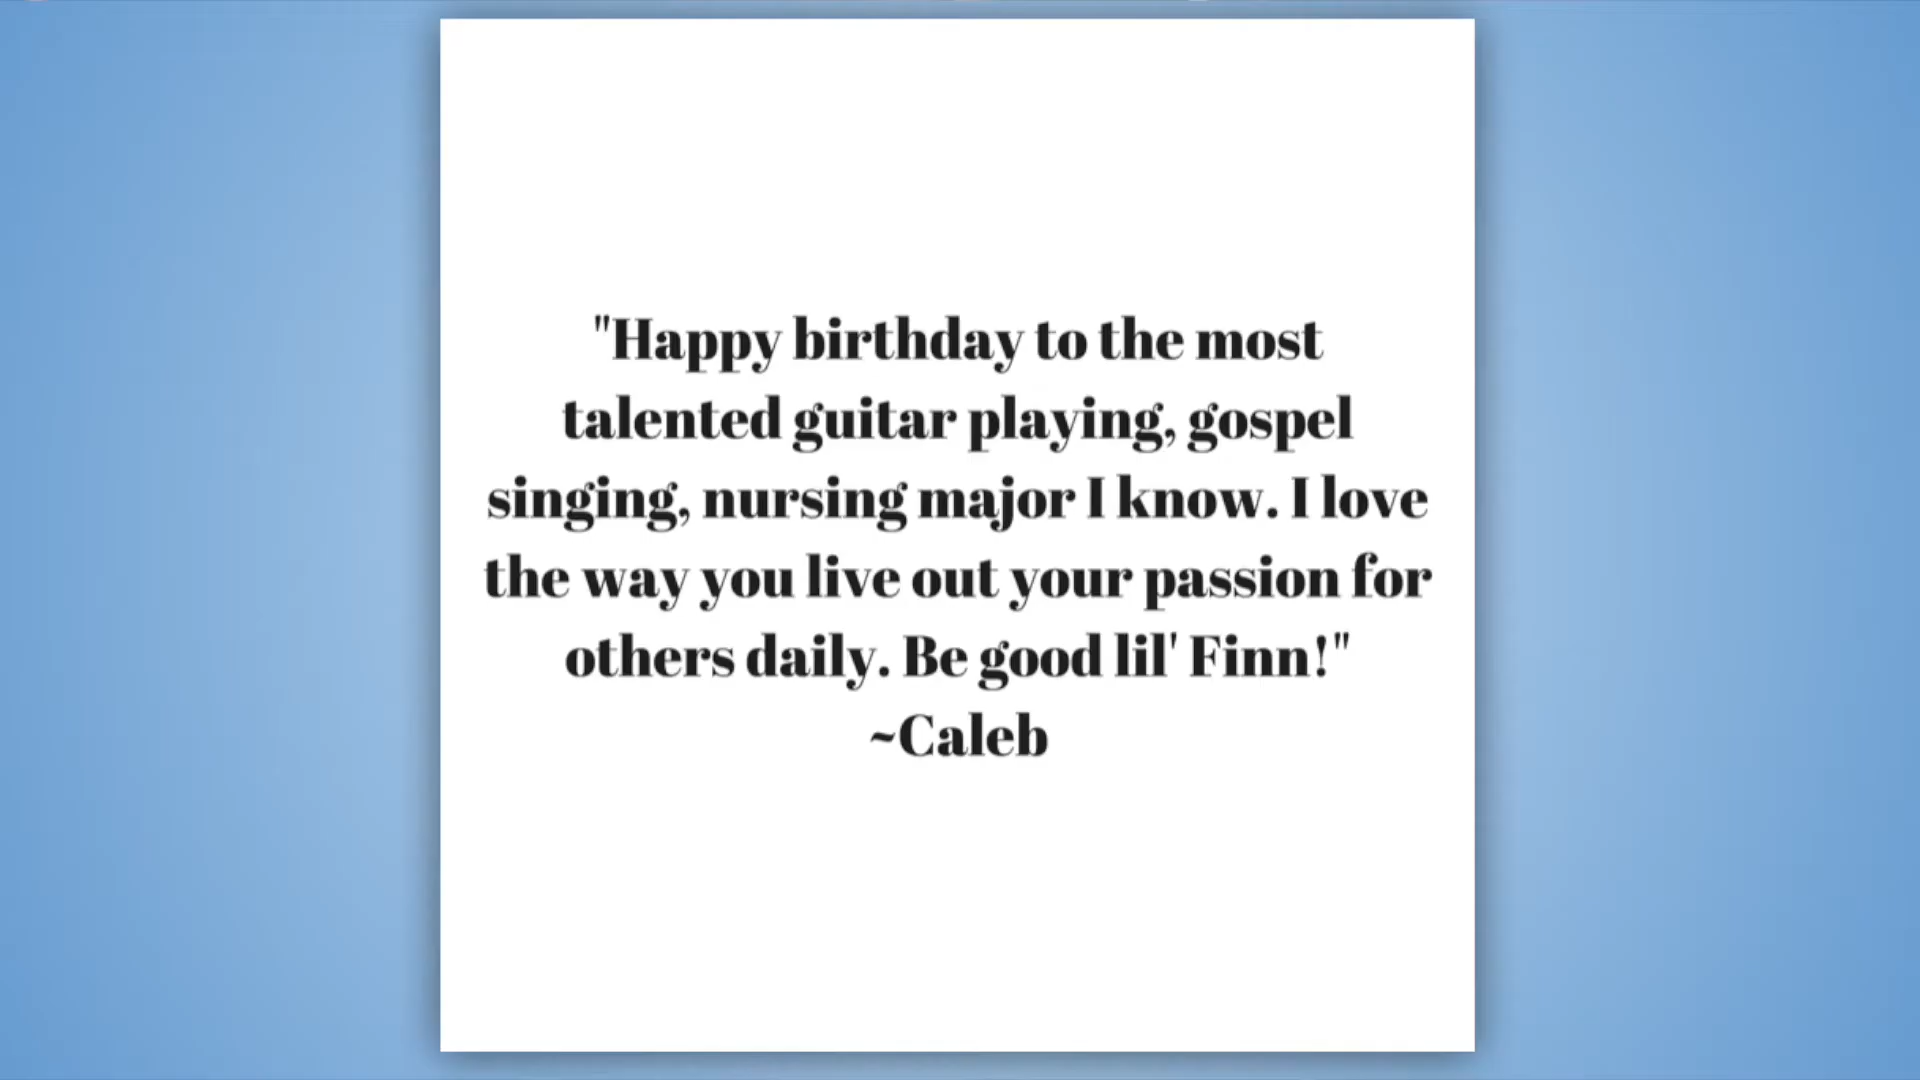 "Happy birthday to the most
talented guitar playing, gospel
singing, nursing major I know. I love
the way you live out your passion for
others daily. Be good lil' Finn!"
~Caleb